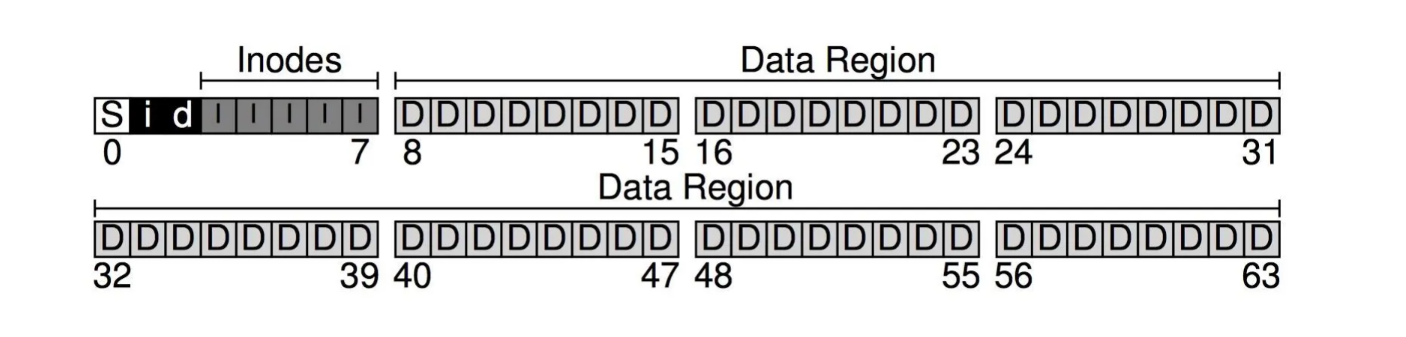 Inodes Data Region
S i d I I I I I D D D D D D D D D D D D D D D D D D D D D D D D
0 7 8 15 16 23 24 31
Data Region
D D D D D D D D D D D D D D D D D D D D D D D D D D D D D D D D
32 39 40 47 48 55 56 63